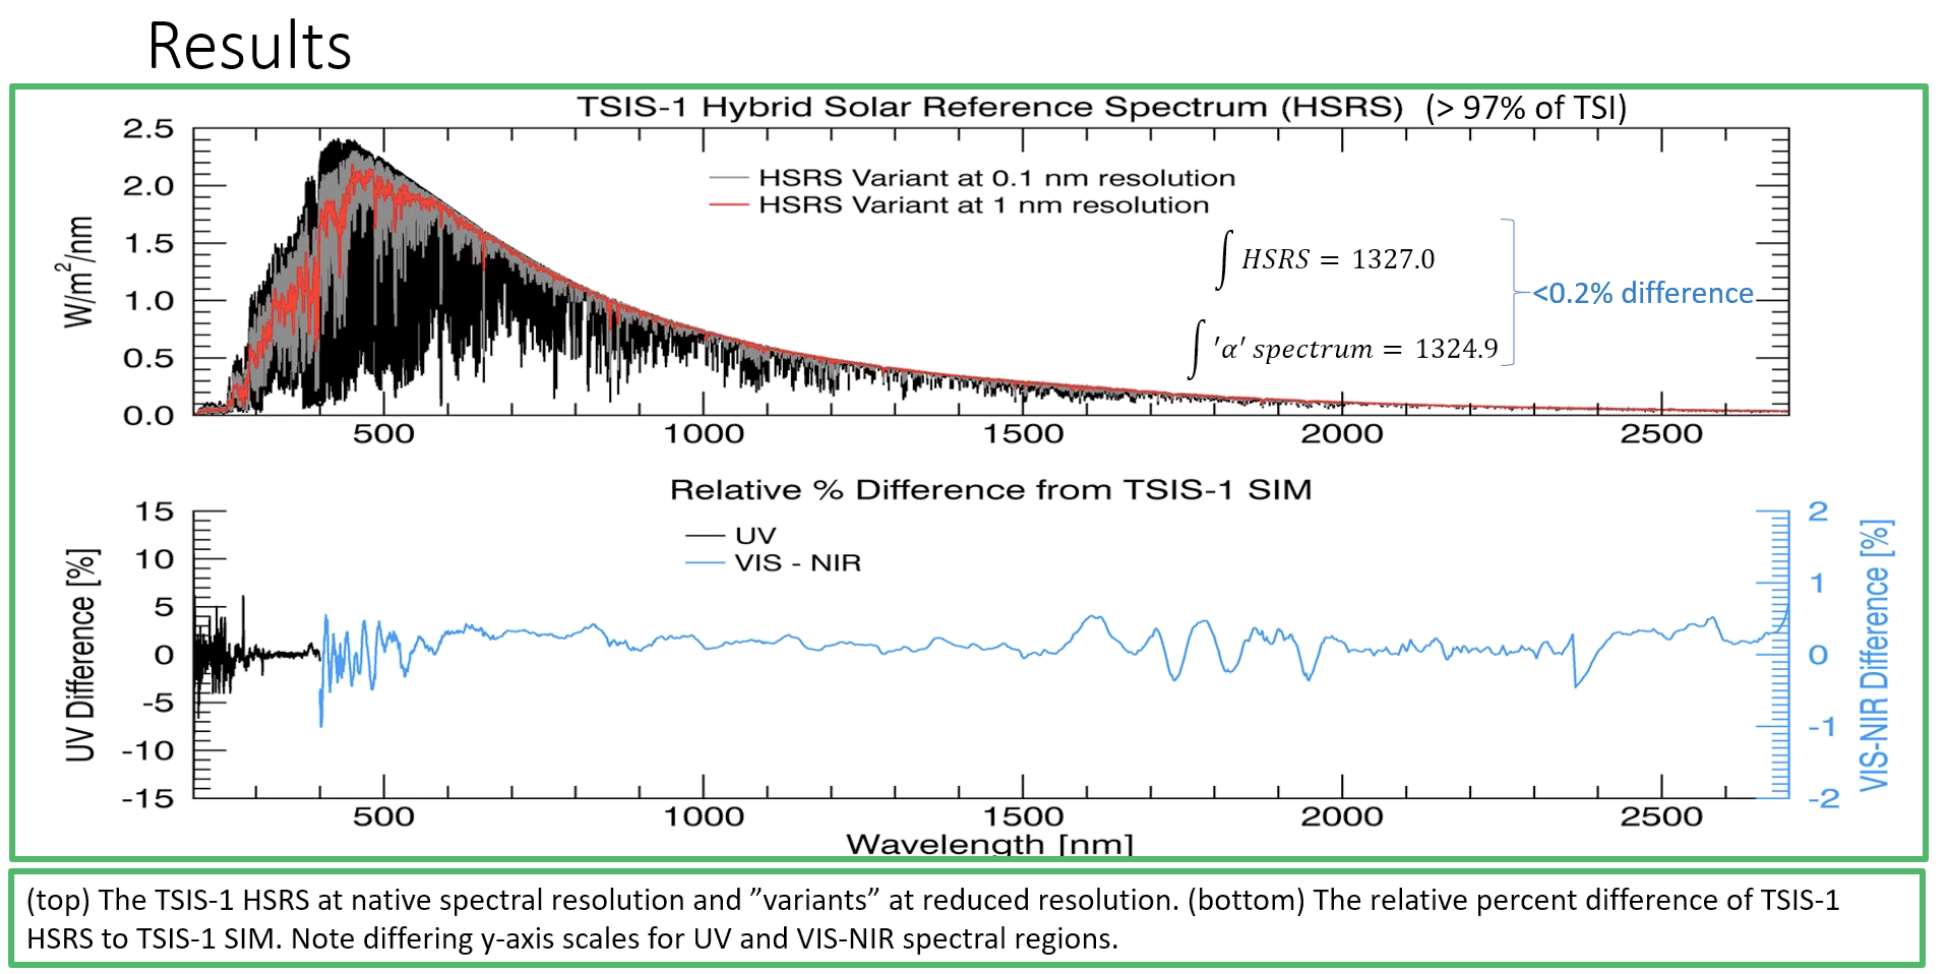 Results
TSIS-1 Hybrid Solar Reference Spectrum (HSRS) (> 97% of TSI)
2.5
2.0
1.5
1.0
0.5
0.0
W/m²/nm
HSRS Variant at 0.1 nm resolution
HSRS Variant at 1 nm resolution
∫ HSRS = 1327.0
∫ 'α' spectrum = 1324.9
<0.2% difference
500 1000 1500 2000 2500
Relative % Difference from TSIS-1 SIM
15
10
5
0
-5
-10
-15
UV Difference [%]
UV
VIS - NIR
2
1
0
-1
-2
VIS-NIR Difference [%]
500 1000 1500 2000 2500
Wavelength [nm]
(top) The TSIS-1 HSRS at native spectral resolution and ”variants” at reduced resolution. (bottom) The relative percent difference of TSIS-1
HSRS to TSIS-1 SIM. Note differing y-axis scales for UV and VIS-NIR spectral regions.